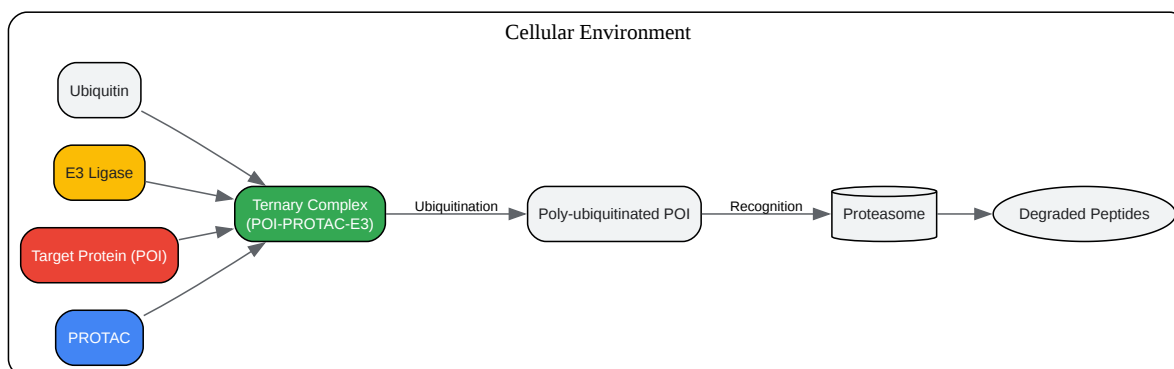 Cellular Environment
Ubiquitin
E3 Ligase
Target Protein (POI)
PROTAC
Ternary Complex
(POI-PROTAC-E3)
Ubiquitination
Poly-ubiquitinated POI
Recognition
Proteasome
Degraded Peptides